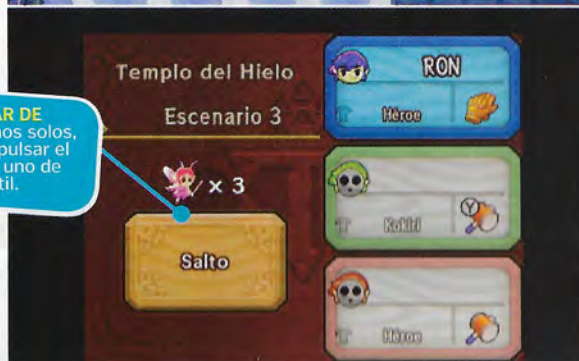 Templo del Hielo
Escenario 3
AR DE
nos solos,
pulsar el
uno de
til.
× 3
Salto
RON
Héroe
Kokiri
Y
Héroe